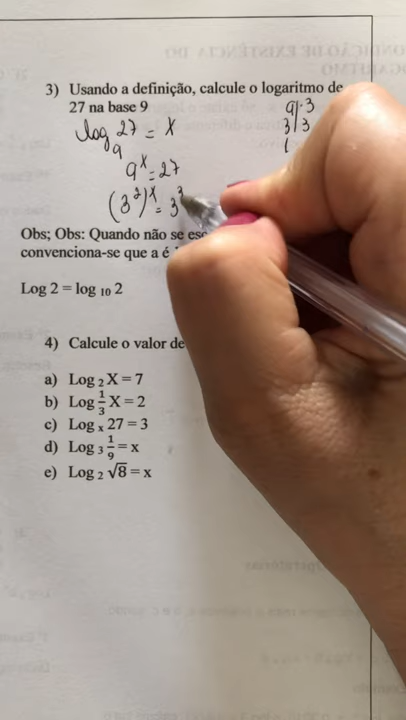 3) Usando a definição, calcule o logaritmo de
27 na base 9
9 3
3 3
1
log₉ 27 = x
9ˣ = 27
(3²)ˣ = 3³
Obs; Obs: Quando não se
convenciona-se que a é
Log 2 = log ₁₀ 2
4) Calcule o valor de
a) Log ₂ X = 7
b) Log 1/3 X = 2
c) Log ₓ 27 = 3
d) Log ₃ 1/9 = x
e) Log ₂ √8 = x